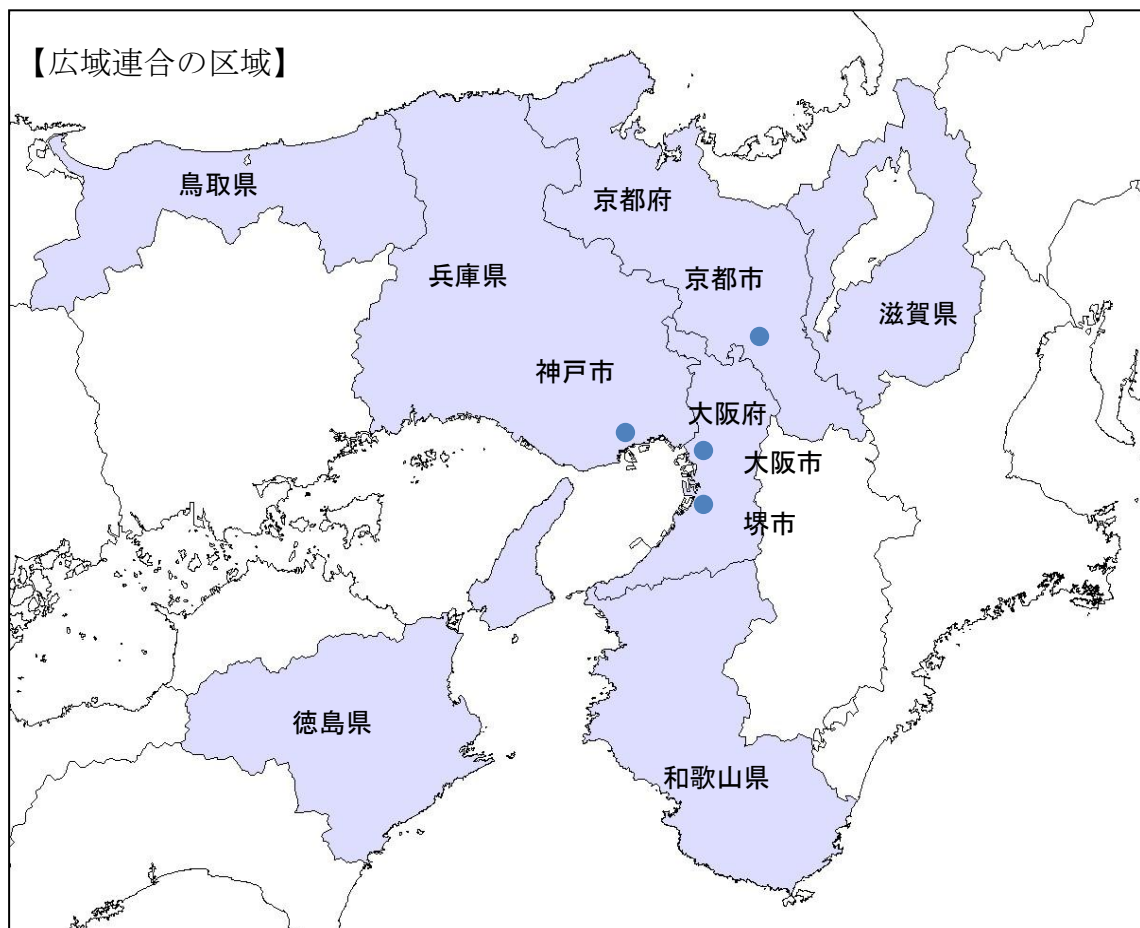 【広域連合の区域】
鳥取県
京都府
兵庫県
京都市
滋賀県
神戸市
大阪府
大阪市
堺市
徳島県
和歌山県